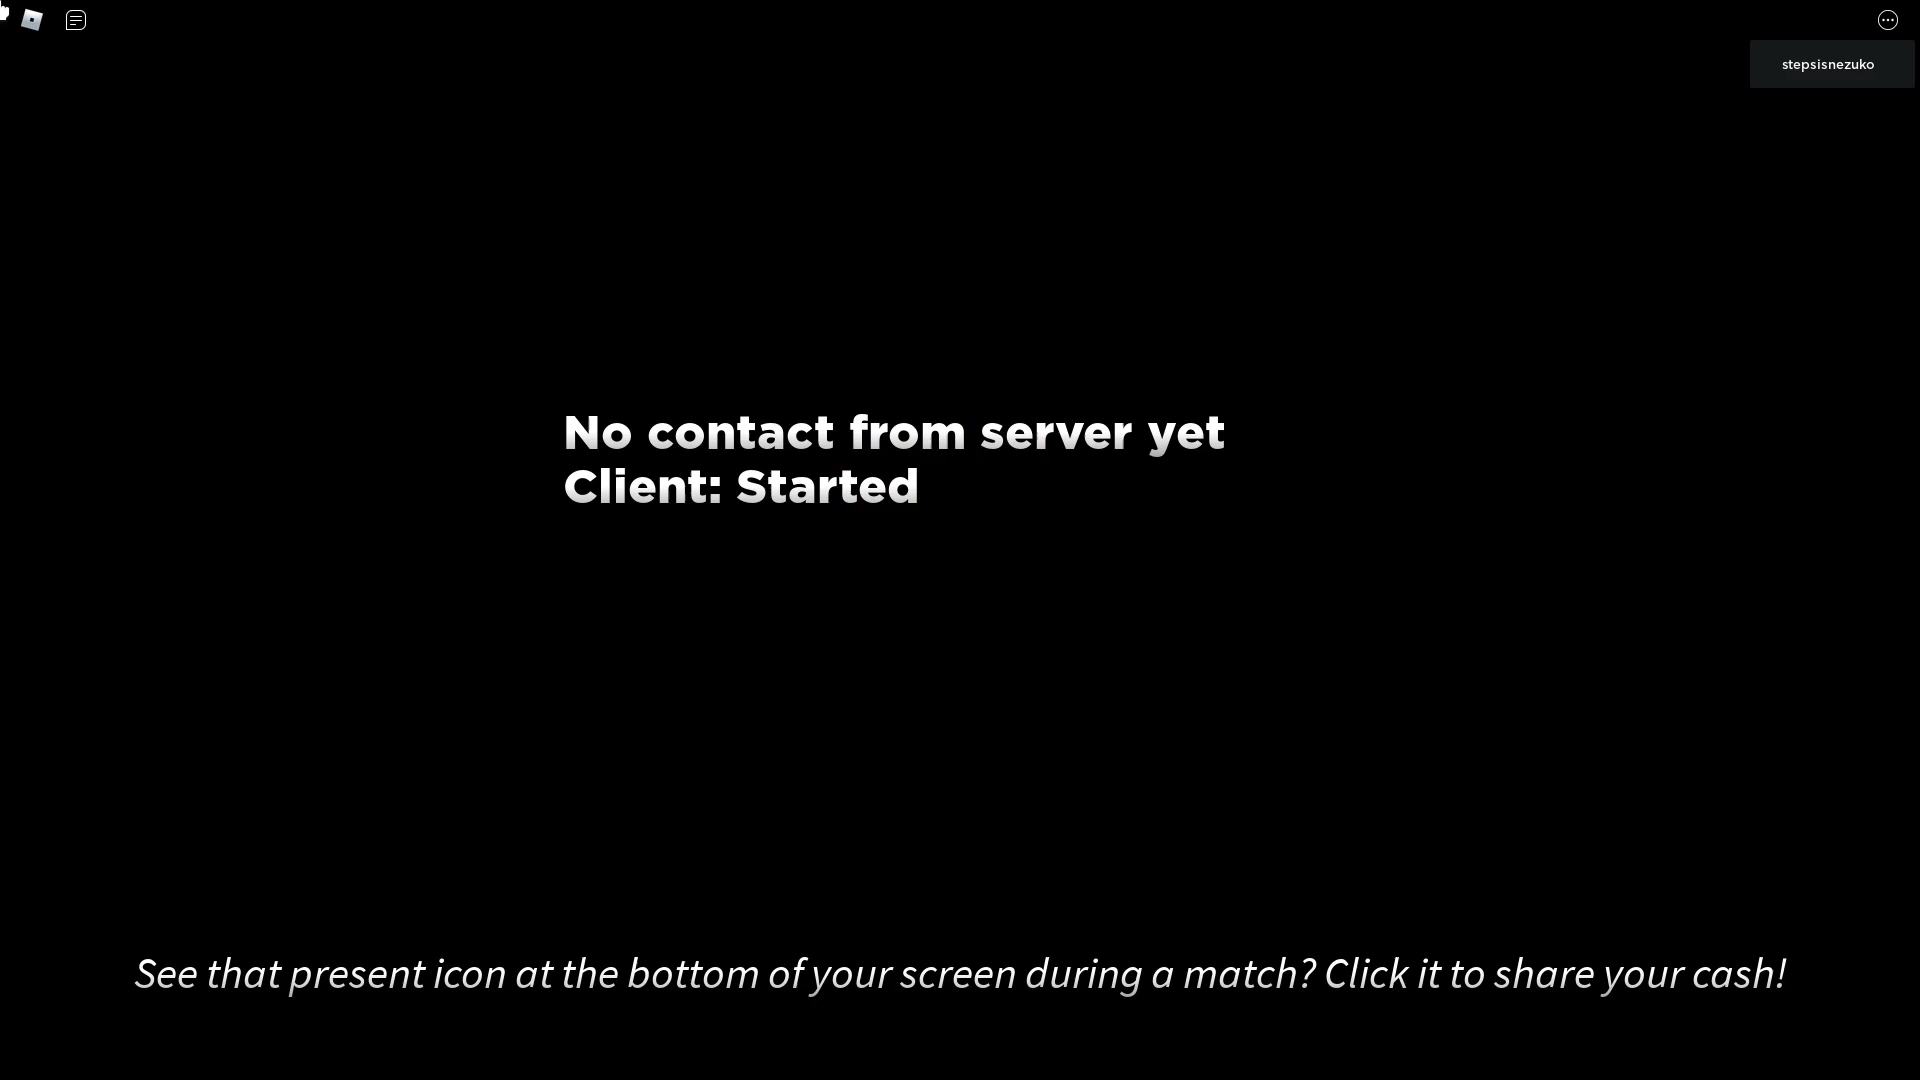 stepsisnezuko
No contact from server yet
Client: Started
See that present icon at the bottom of your screen during a match? Click it to share your cash!